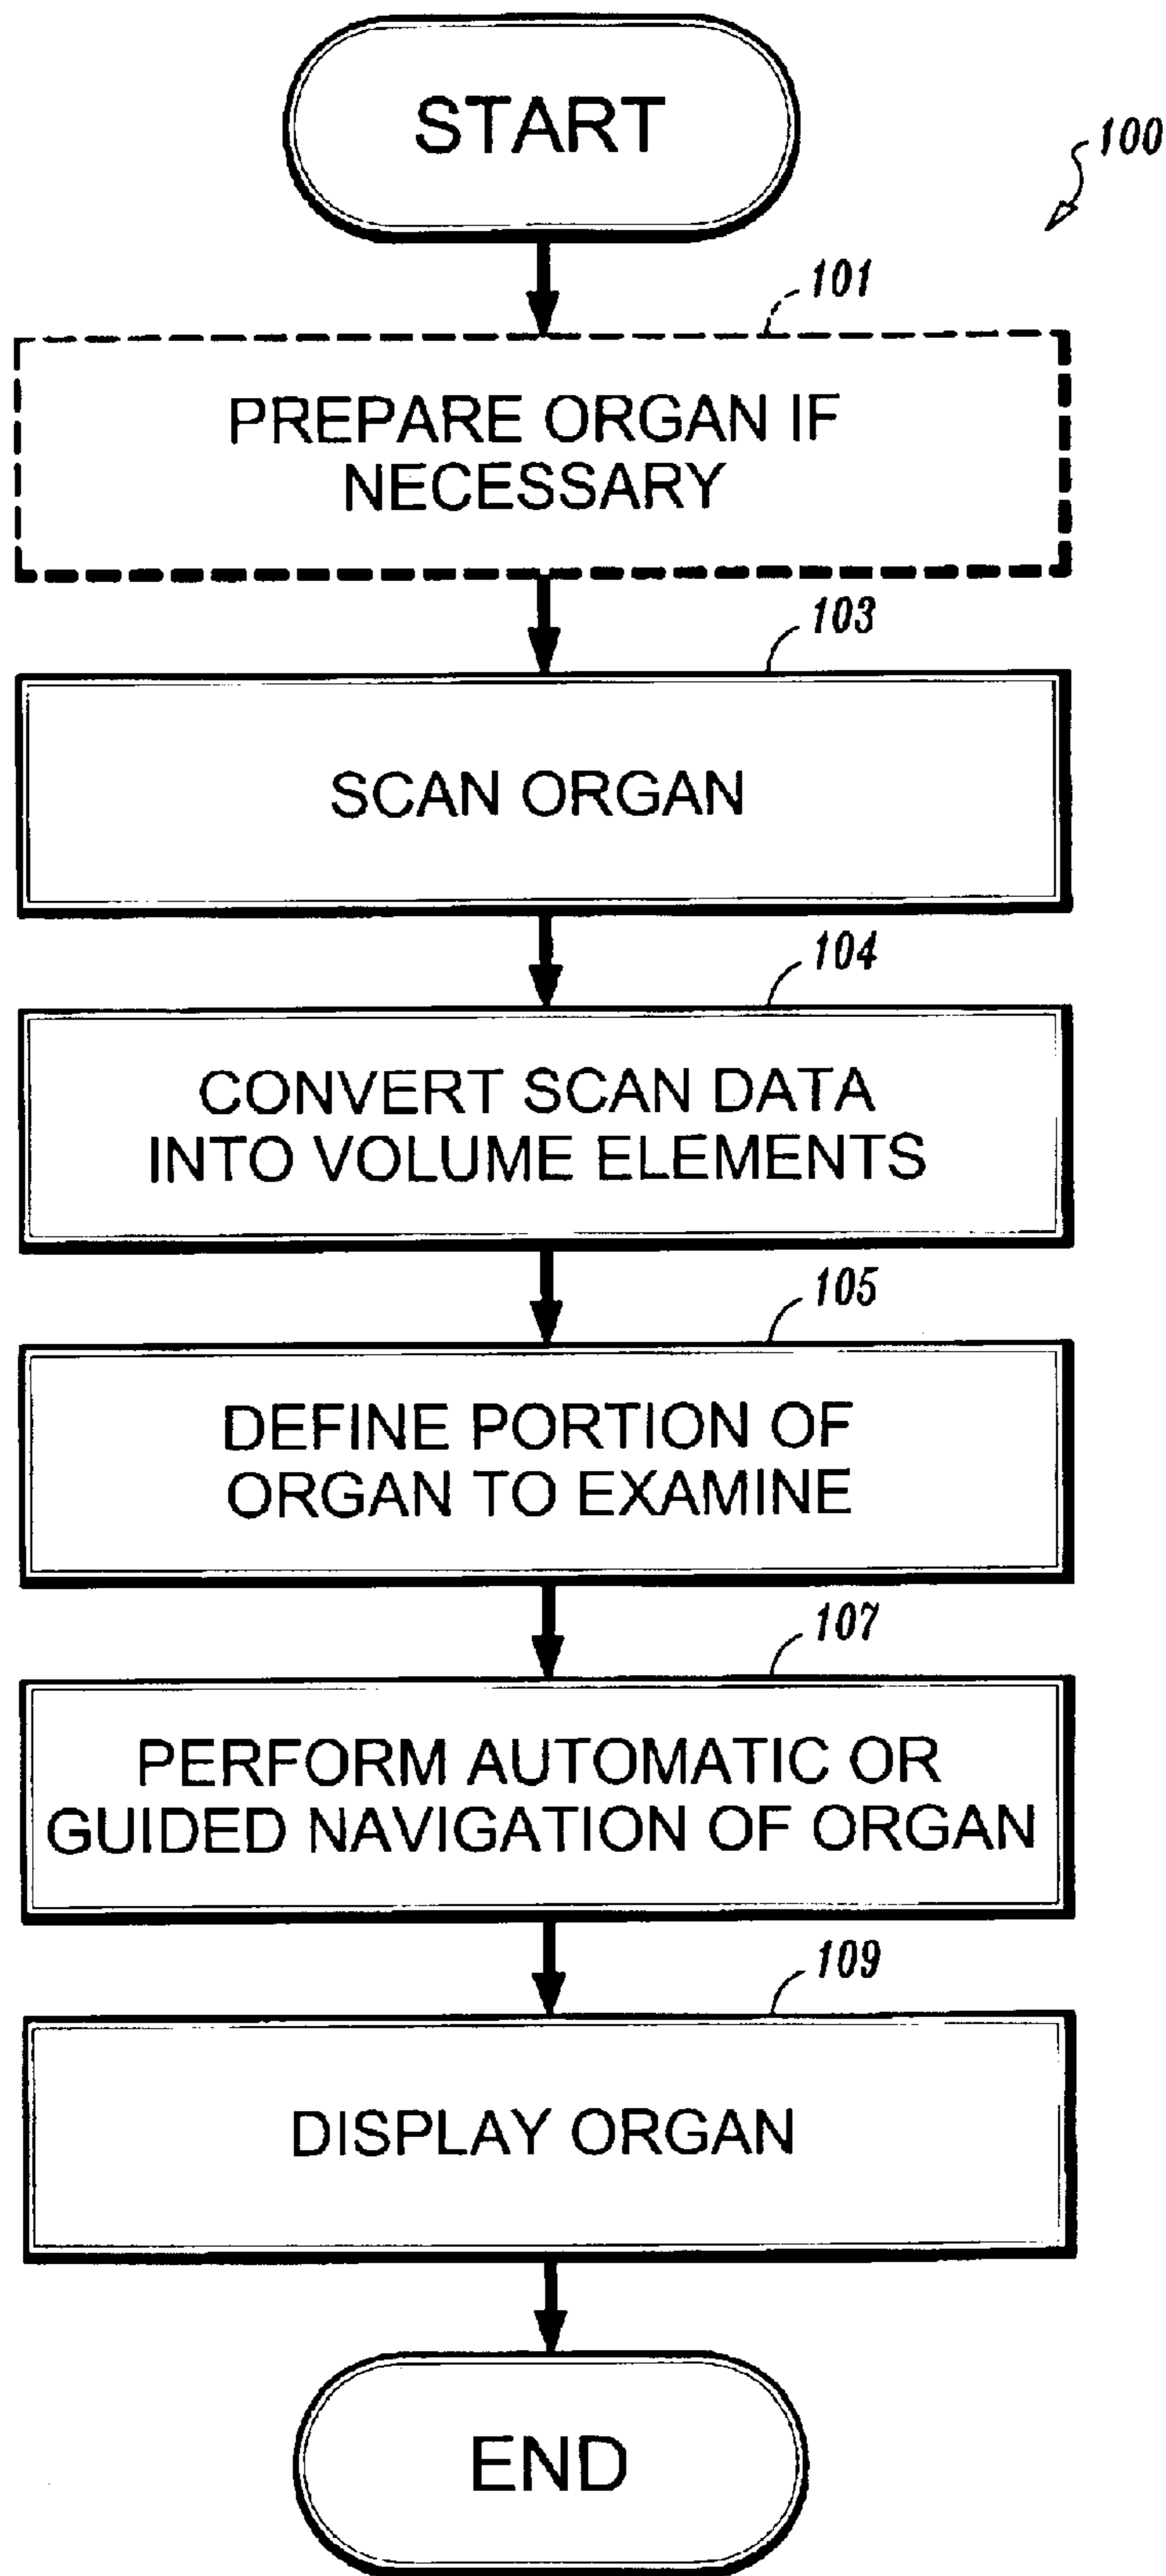 START
100
101
PREPARE ORGAN IF
NECESSARY
103
SCAN ORGAN
104
CONVERT SCAN DATA
INTO VOLUME ELEMENTS
105
DEFINE PORTION OF
ORGAN TO EXAMINE
107
PERFORM AUTOMATIC OR
GUIDED NAVIGATION OF ORGAN
109
DISPLAY ORGAN
END